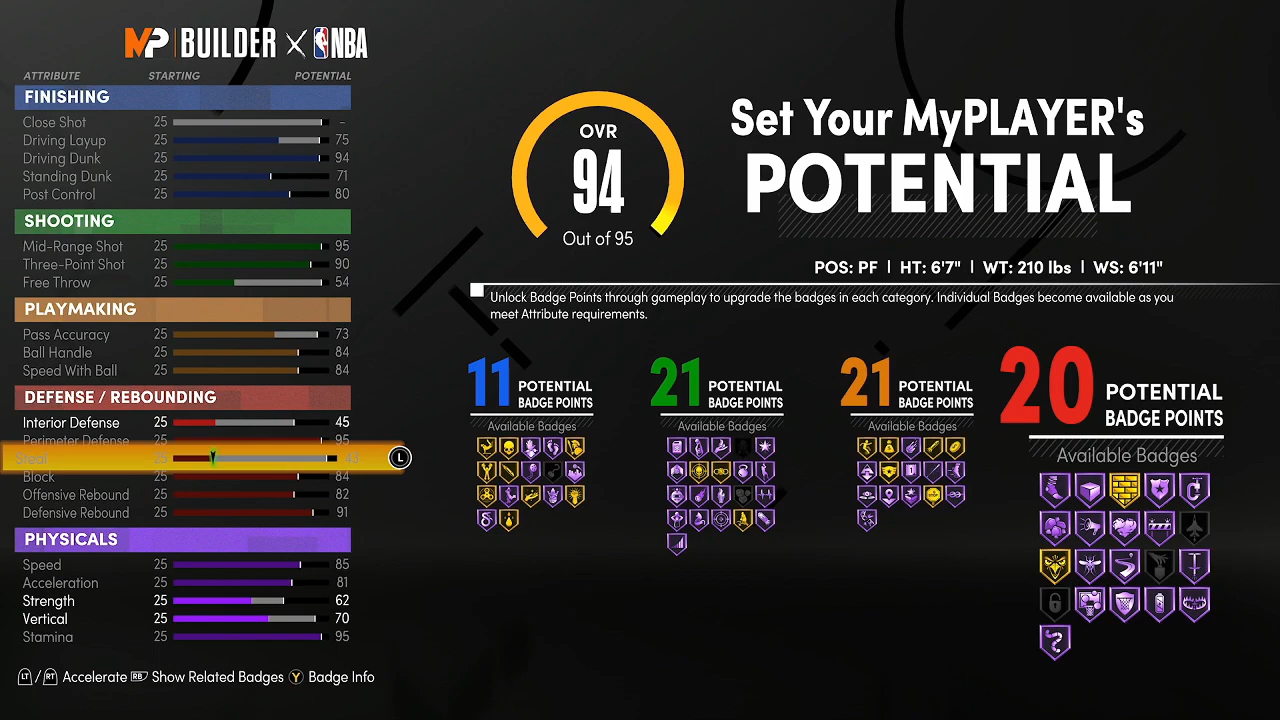 MP | BUILDER X NBA
ATTRIBUTE STARTING POTENTIAL
FINISHING
Close Shot 25 -
Driving Layup 25 75
Driving Dunk 25 94
Standing Dunk 25 71
Post Control 25 80
SHOOTING
Mid-Range Shot 25 95
Three-Point Shot 25 90
Free Throw 25 54
PLAYMAKING
Pass Accuracy 25 73
Ball Handle 25 84
Speed With Ball 25 84
DEFENSE / REBOUNDING
Interior Defense 25 45
Perimeter Defense 25 95
Steal 25
Block 25 84
Offensive Rebound 25 82
Defensive Rebound 25 91
PHYSICALS
Speed 25 85
Acceleration 25 81
Strength 25 62
Vertical 25 70
Stamina 25 95
LT / RT Accelerate RB Show Related Badges Y Badge Info
OVR
94
Out of 95
Set Your MyPLAYER's
POTENTIAL
POS: PF | HT: 6'7" | WT: 210 lbs | WS: 6'11"
Unlock Badge Points through gameplay to upgrade the badges in each category. Individual Badges become available as you
meet Attribute requirements.
11 POTENTIAL
BADGE POINTS
Available Badges
21 POTENTIAL
BADGE POINTS
Available Badges
21 POTENTIAL
BADGE POINTS
Available Badges
20 POTENTIAL
BADGE POINTS
Available Badges
L